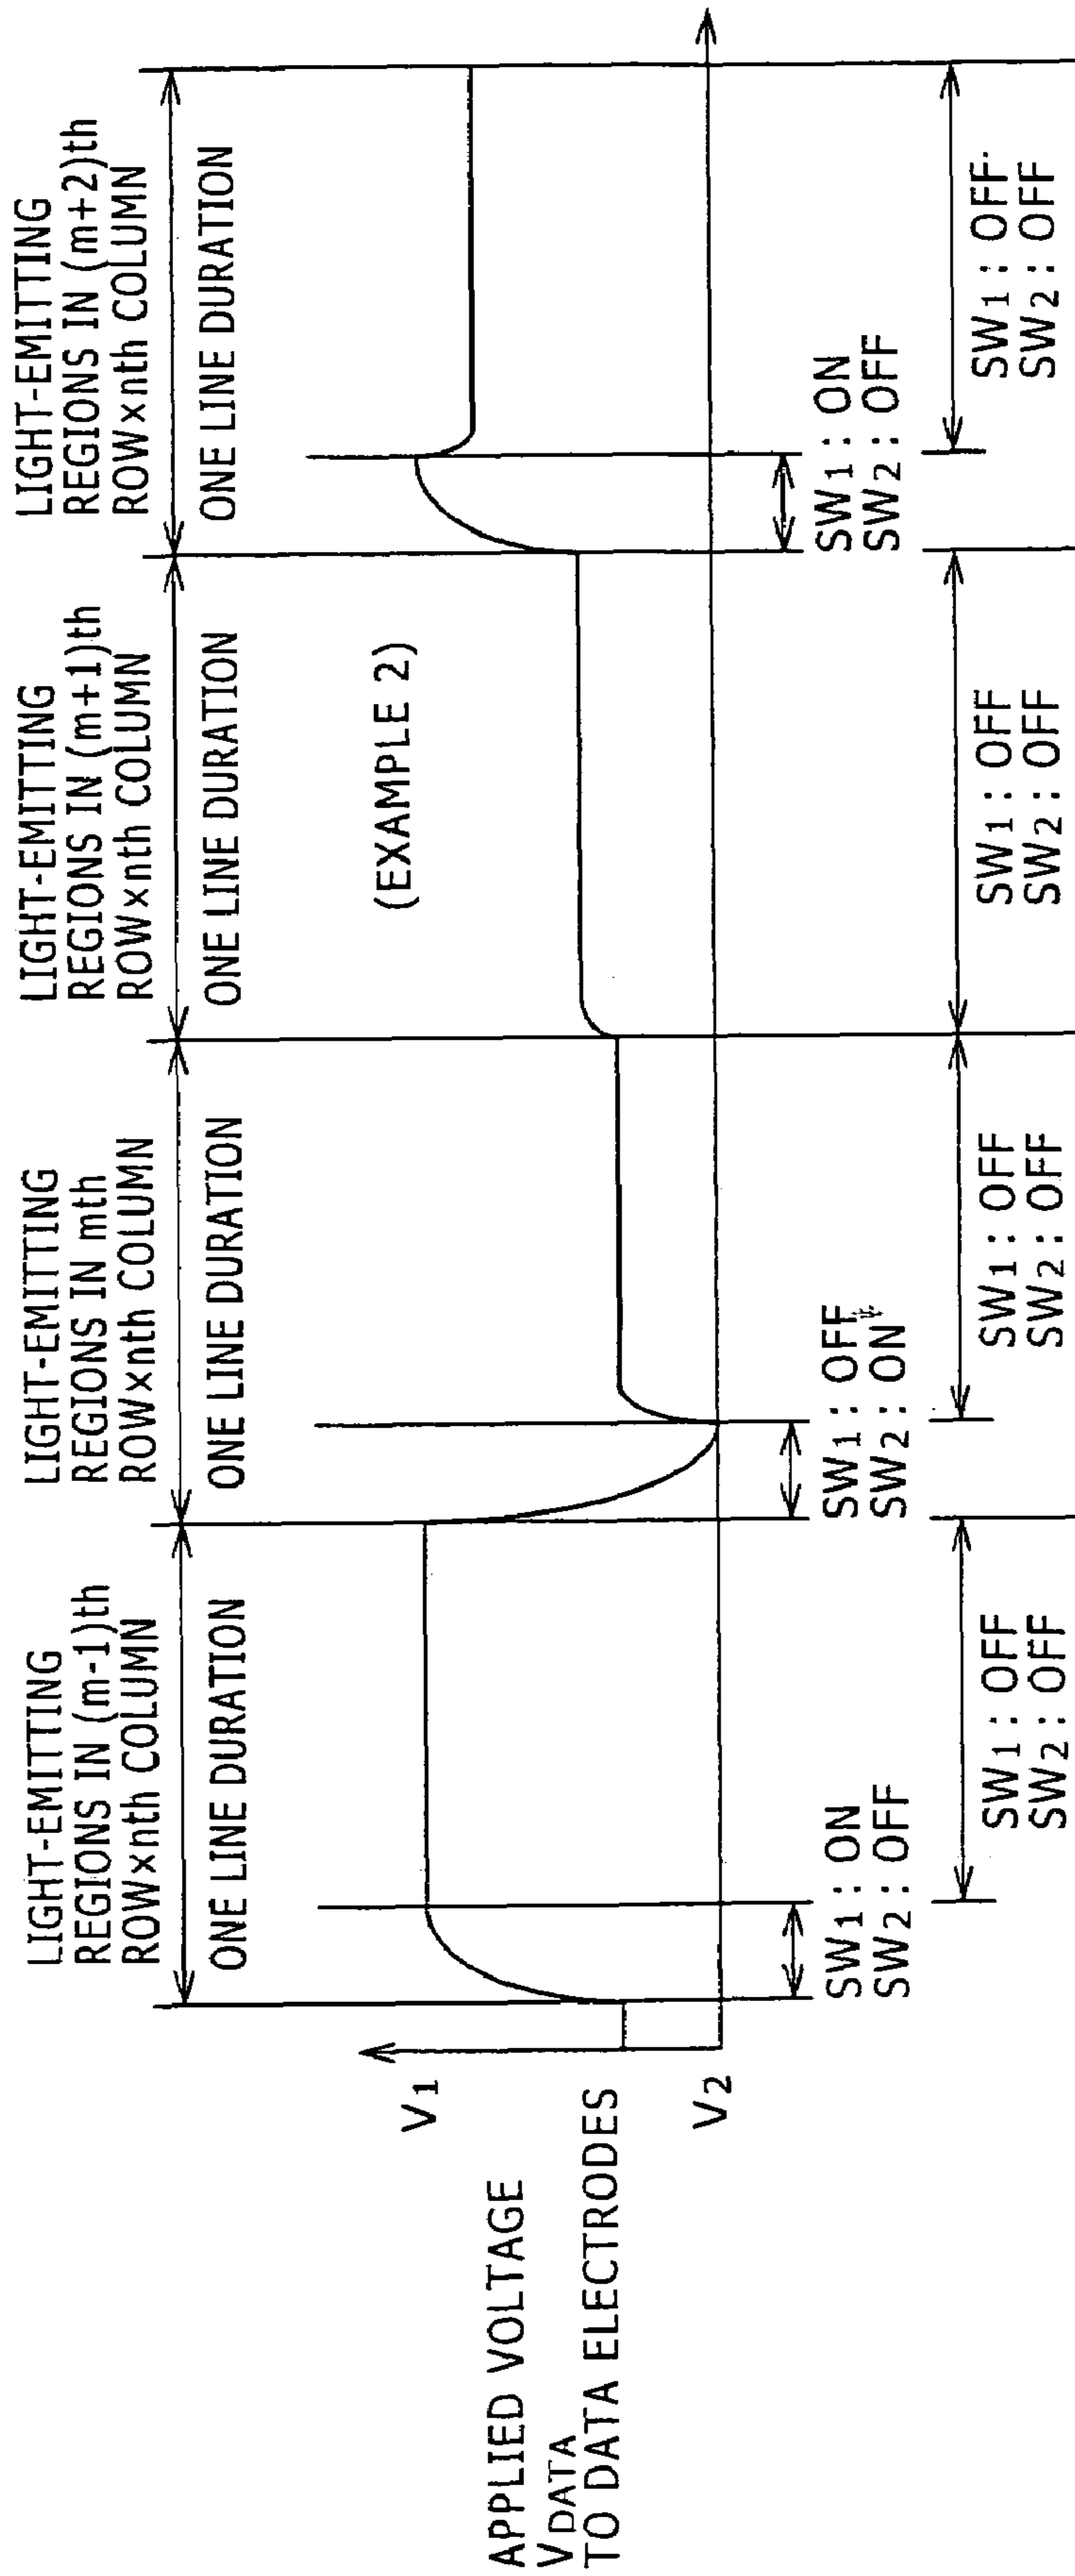 LIGHT-EMITTING
REGIONS IN (m-1)th
ROW×nth COLUMN
ONE LINE DURATION
LIGHT-EMITTING
REGIONS IN mth
ROW×nth COLUMN
ONE LINE DURATION
LIGHT-EMITTING
REGIONS IN (m+1)th
ROW×nth COLUMN
ONE LINE DURATION
LIGHT-EMITTING
REGIONS IN (m+2)th
ROW×nth COLUMN
ONE LINE DURATION
(EXAMPLE 2)
V1
APPLIED VOLTAGE
VDATA
TO DATA ELECTRODES
V2
SW1: ON
SW2: OFF
SW1: OFF
SW2: ON
SW1: ON
SW2: OFF
SW1: OFF
SW2: OFF
SW1: OFF
SW2: OFF
SW1: OFF
SW2: OFF
SW1: OFF
SW2: OFF